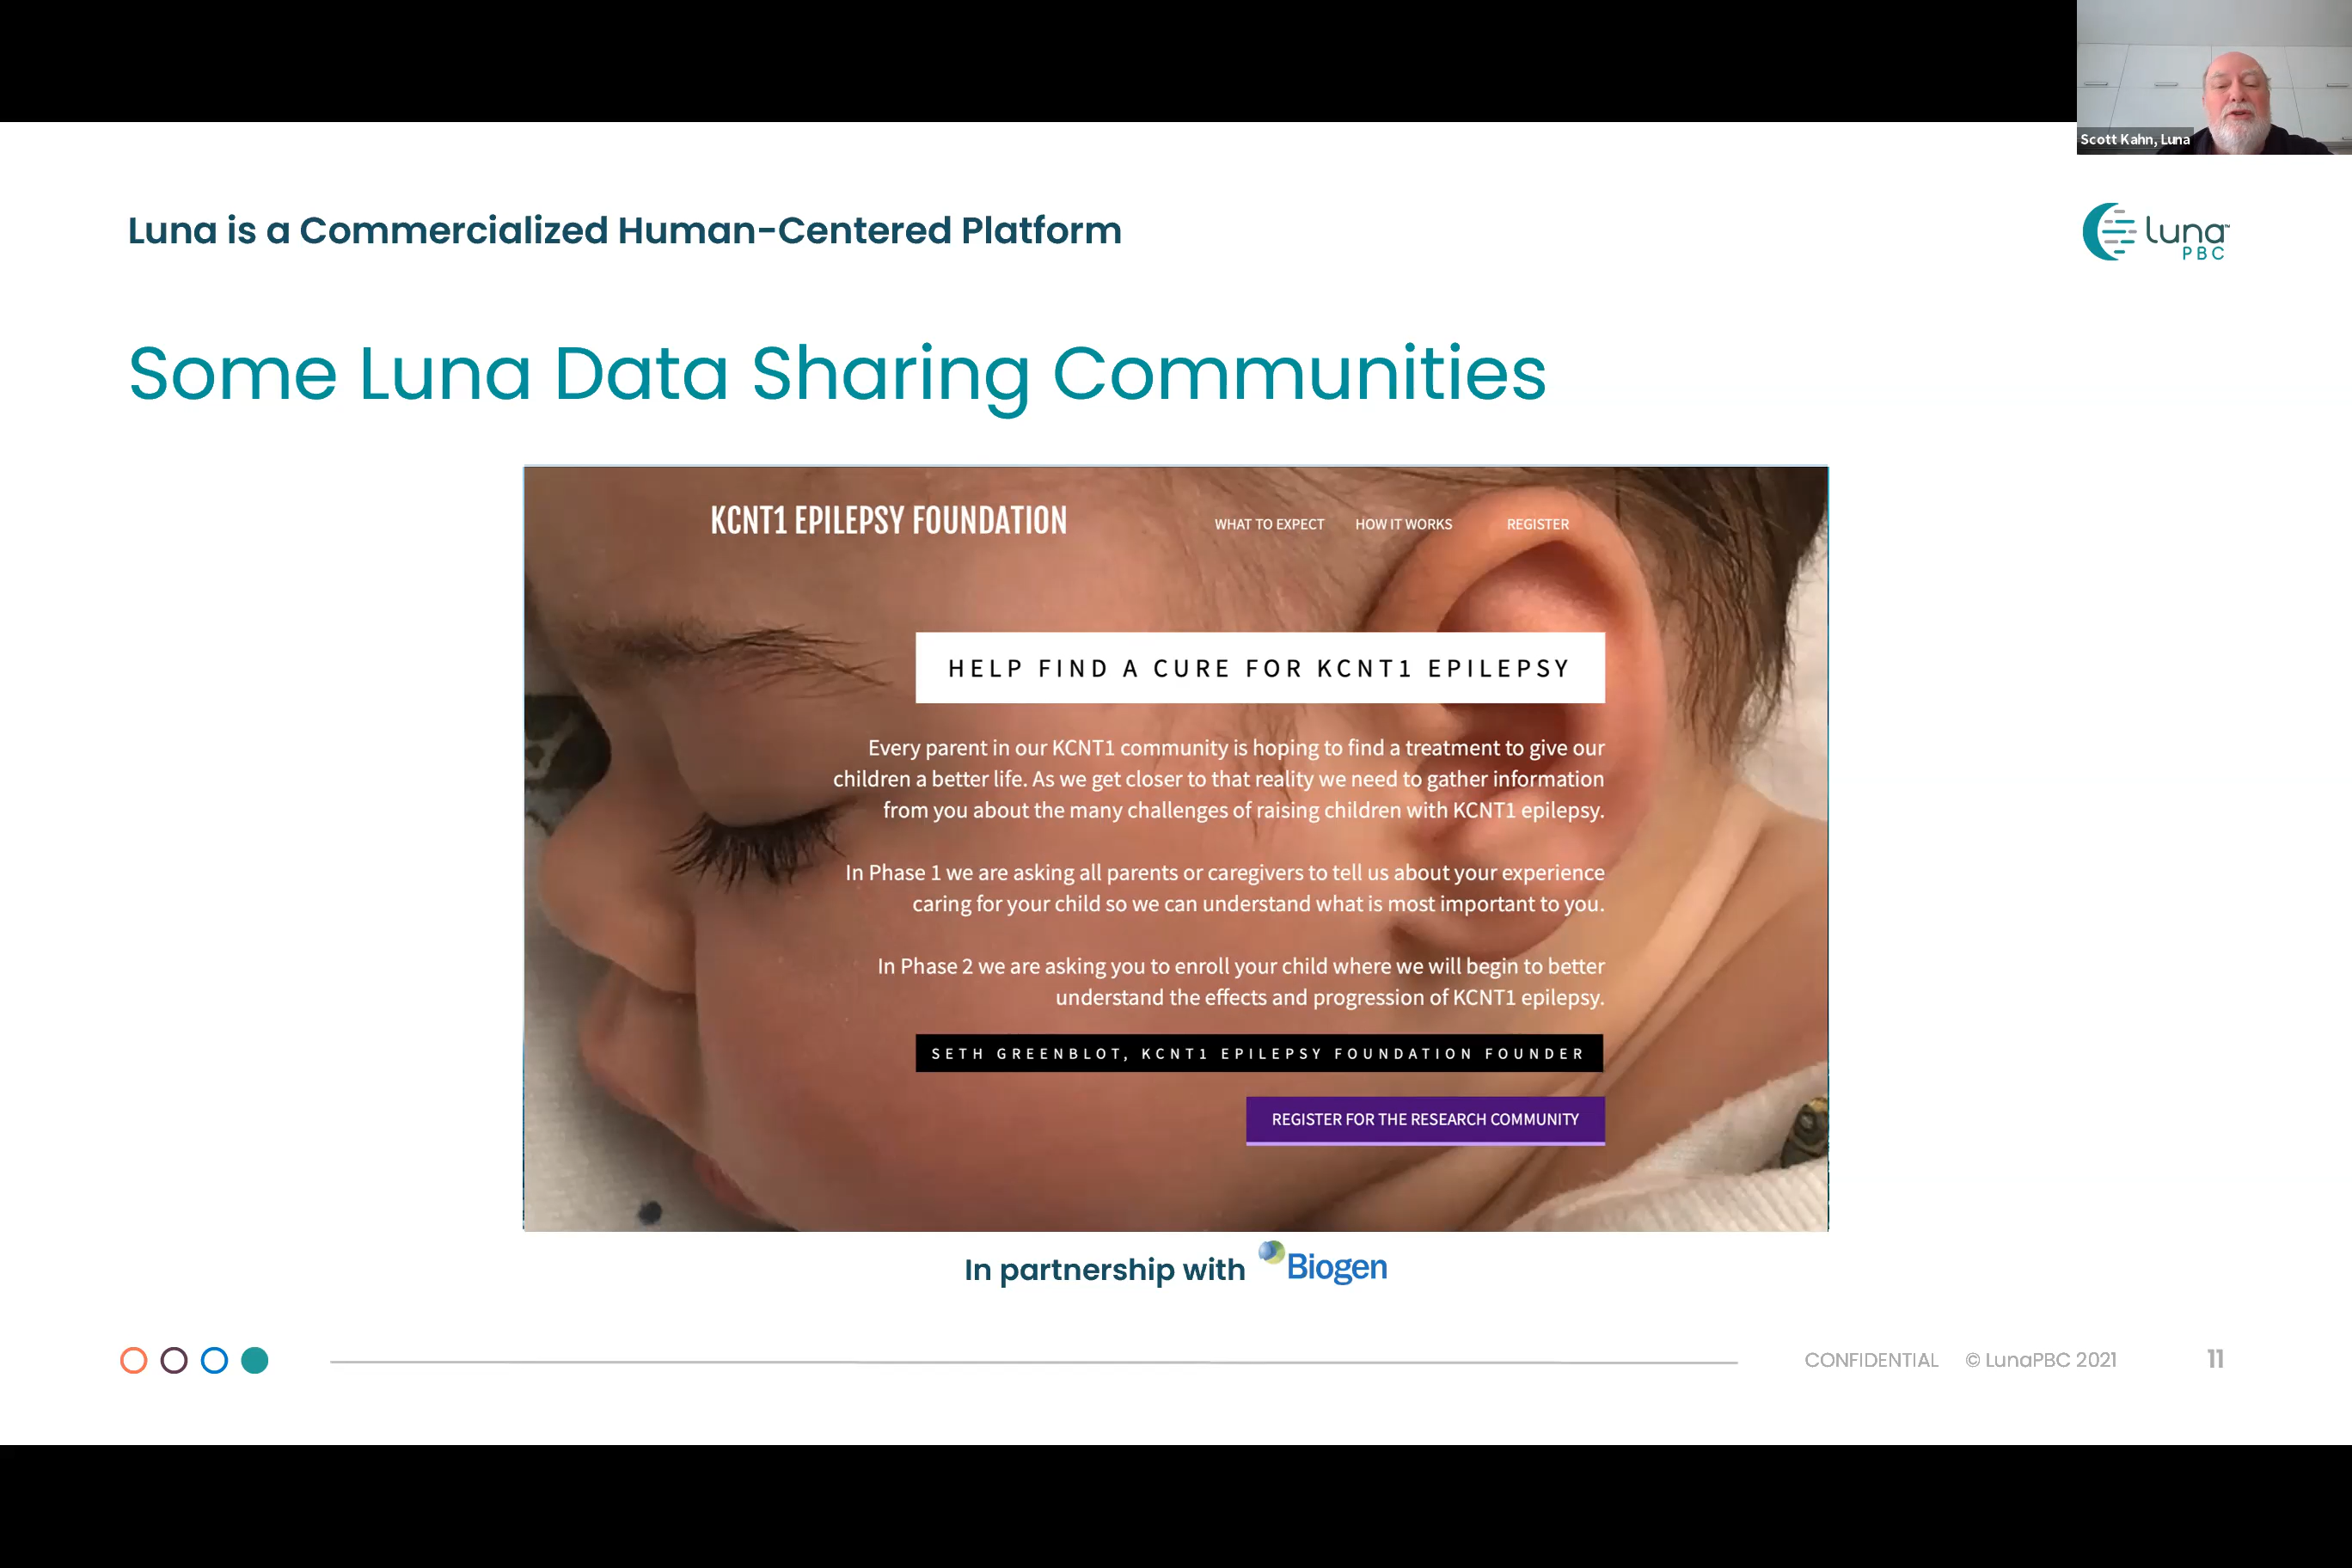 Scott Kahn, Luna
Luna is a Commercialized Human-Centered Platform
luna™
PBC
Some Luna Data Sharing Communities
KCNT1 EPILEPSY FOUNDATION
WHAT TO EXPECT HOW IT WORKS REGISTER
HELP FIND A CURE FOR KCNT1 EPILEPSY
Every parent in our KCNT1 community is hoping to find a treatment to give our
children a better life. As we get closer to that reality we need to gather information
from you about the many challenges of raising children with KCNT1 epilepsy.
In Phase 1 we are asking all parents or caregivers to tell us about your experience
caring for your child so we can understand what is most important to you.
In Phase 2 we are asking you to enroll your child where we will begin to better
understand the effects and progression of KCNT1 epilepsy.
SETH GREENBLOT, KCNT1 EPILEPSY FOUNDATION FOUNDER
REGISTER FOR THE RESEARCH COMMUNITY
In partnership with Biogen
CONFIDENTIAL © LunaPBC 2021 11